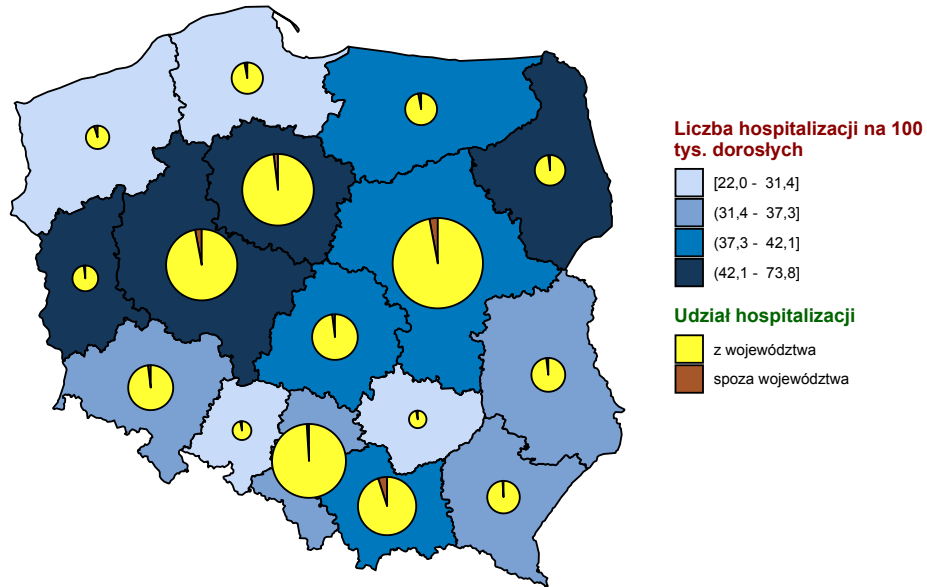 Liczba hospitalizacji na 100
tys. dorosłych
[22,0 - 31,4]
(31,4 - 37,3]
(37,3 - 42,1]
(42,1 - 73,8]
Udział hospitalizacji
z województwa
spoza województwa